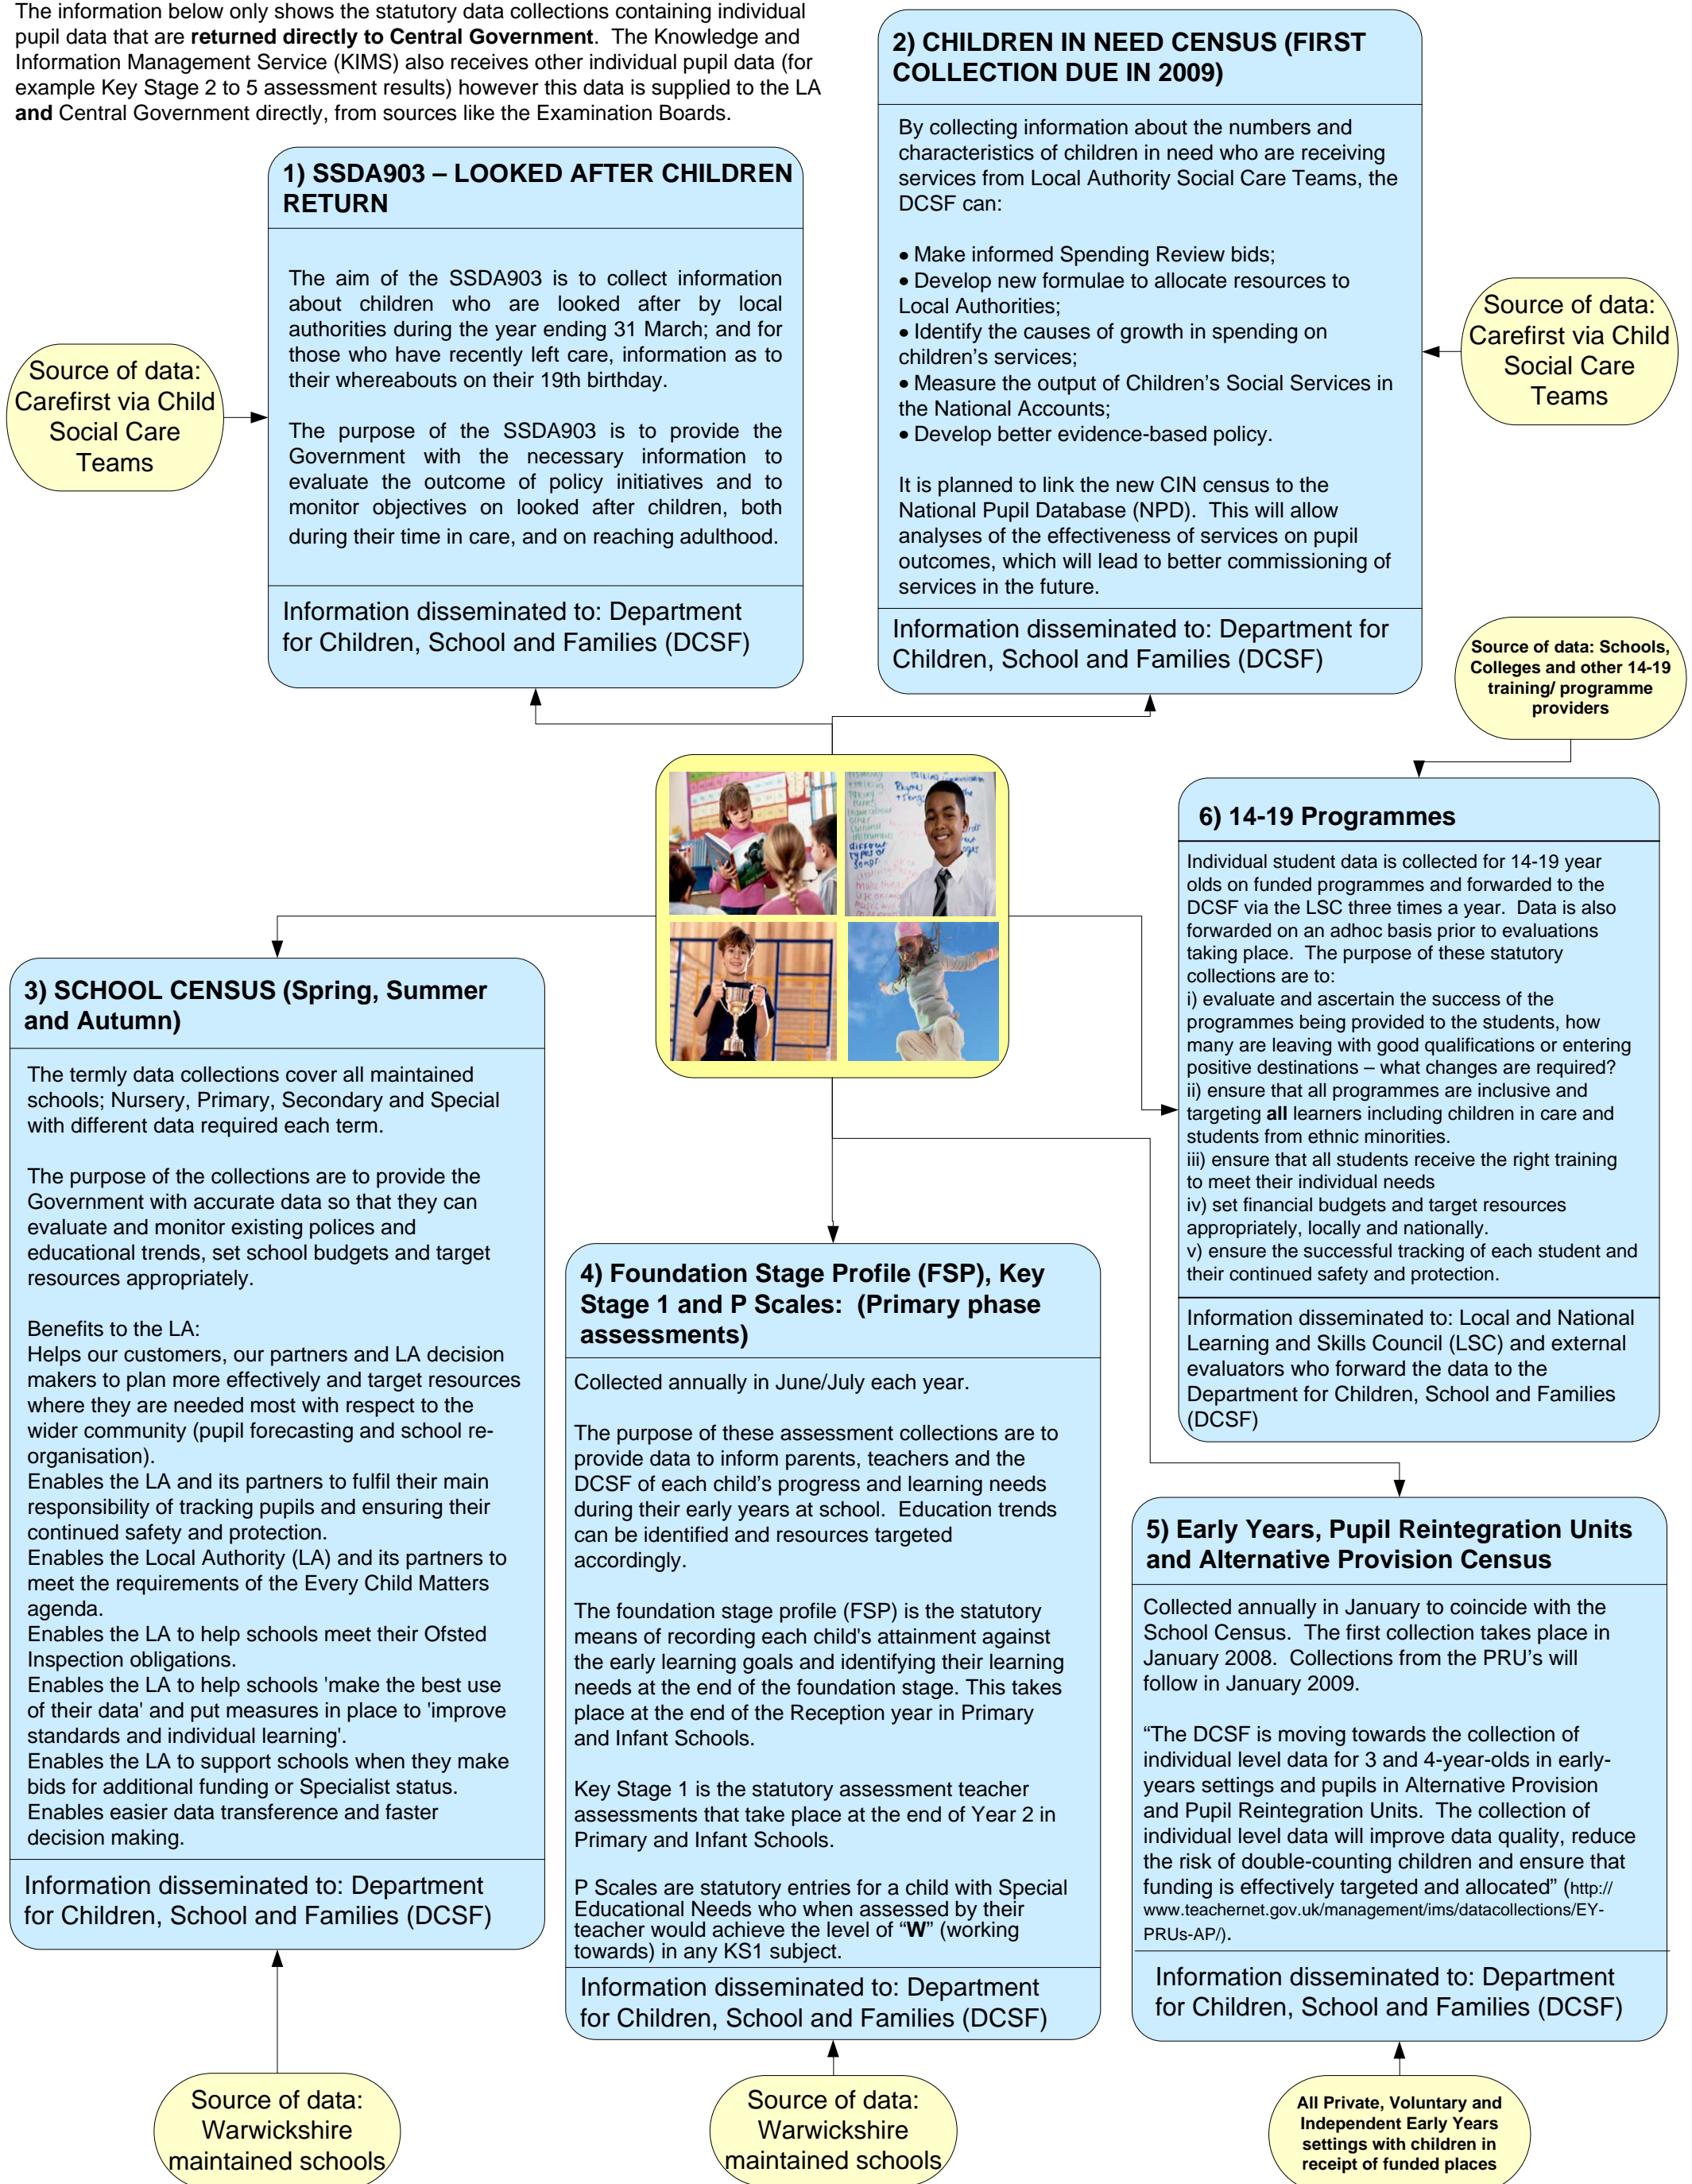 The information below only shows the statutory data collections containing individual
pupil data that are returned directly to Central Government.  The Knowledge and
Information Management Service (KIMS) also receives other individual pupil data (for
example Key Stage 2 to 5 assessment results) however this data is supplied to the LA
and Central Government directly, from sources like the Examination Boards.
1) SSDA903 – LOOKED AFTER CHILDREN
RETURN
The aim of the SSDA903 is to collect information
about children who are looked after by local
authorities during the year ending 31 March; and for
those who have recently left care, information as to
their whereabouts on their 19th birthday.
The purpose of the SSDA903 is to provide the
Government with the necessary information to
evaluate the outcome of policy initiatives and to
monitor objectives on looked after children, both
during their time in care, and on reaching adulthood.
Information disseminated to: Department
for Children, School and Families (DCSF)
Source of data:
Carefirst via Child
Social Care
Teams
2) CHILDREN IN NEED CENSUS (FIRST
COLLECTION DUE IN 2009)
By collecting information about the numbers and
characteristics of children in need who are receiving
services from Local Authority Social Care Teams, the
DCSF can:
• Make informed Spending Review bids;
• Develop new formulae to allocate resources to
Local Authorities;
• Identify the causes of growth in spending on
children’s services;
• Measure the output of Children’s Social Services in
the National Accounts;
• Develop better evidence-based policy.
It is planned to link the new CIN census to the
National Pupil Database (NPD).  This will allow
analyses of the effectiveness of services on pupil
outcomes, which will lead to better commissioning of
services in the future.
Information disseminated to: Department for
Children, School and Families (DCSF)
Source of data:
Carefirst via Child
Social Care
Teams
Source of data: Schools,
Colleges and other 14-19
training/ programme
providers
6) 14-19 Programmes
Individual student data is collected for 14-19 year
olds on funded programmes and forwarded to the
DCSF via the LSC three times a year.  Data is also
forwarded on an adhoc basis prior to evaluations
taking place.  The purpose of these statutory
collections are to:
i) evaluate and ascertain the success of the
programmes being provided to the students, how
many are leaving with good qualifications or entering
positive destinations – what changes are required?
ii) ensure that all programmes are inclusive and
targeting all learners including children in care and
students from ethnic minorities.
iii) ensure that all students receive the right training
to meet their individual needs
iv) set financial budgets and target resources
appropriately, locally and nationally.
v) ensure the successful tracking of each student and
their continued safety and protection.
Information disseminated to: Local and National
Learning and Skills Council (LSC) and external
evaluators who forward the data to the
Department for Children, School and Families
(DCSF)
3) SCHOOL CENSUS (Spring, Summer
and Autumn)
The termly data collections cover all maintained
schools; Nursery, Primary, Secondary and Special
with different data required each term.
The purpose of the collections are to provide the
Government with accurate data so that they can
evaluate and monitor existing polices and
educational trends, set school budgets and target
resources appropriately.
Benefits to the LA:
Helps our customers, our partners and LA decision
makers to plan more effectively and target resources
where they are needed most with respect to the
wider community (pupil forecasting and school re-
organisation).
Enables the LA and its partners to fulfil their main
responsibility of tracking pupils and ensuring their
continued safety and protection.
Enables the Local Authority (LA) and its partners to
meet the requirements of the Every Child Matters
agenda.
Enables the LA to help schools meet their Ofsted
Inspection obligations.
Enables the LA to help schools 'make the best use
of their data' and put measures in place to 'improve
standards and individual learning'.
Enables the LA to support schools when they make
bids for additional funding or Specialist status.
Enables easier data transference and faster
decision making.
Information disseminated to: Department
for Children, School and Families (DCSF)
Source of data:
Warwickshire
maintained schools
4) Foundation Stage Profile (FSP), Key
Stage 1 and P Scales:  (Primary phase
assessments)
Collected annually in June/July each year.
The purpose of these assessment collections are to
provide data to inform parents, teachers and the
DCSF of each child’s progress and learning needs
during their early years at school.  Education trends
can be identified and resources targeted
accordingly.
The foundation stage profile (FSP) is the statutory
means of recording each child's attainment against
the early learning goals and identifying their learning
needs at the end of the foundation stage. This takes
place at the end of the Reception year in Primary
and Infant Schools.
Key Stage 1 is the statutory assessment teacher
assessments that take place at the end of Year 2 in
Primary and Infant Schools.
P Scales are statutory entries for a child with Special
Educational Needs who when assessed by their
teacher would achieve the level of “W” (working
towards) in any KS1 subject.
Information disseminated to: Department
for Children, School and Families (DCSF)
Source of data:
Warwickshire
maintained schools
5) Early Years, Pupil Reintegration Units
and Alternative Provision Census
Collected annually in January to coincide with the
School Census.  The first collection takes place in
January 2008.  Collections from the PRU’s will
follow in January 2009.
“The DCSF is moving towards the collection of
individual level data for 3 and 4-year-olds in early-
years settings and pupils in Alternative Provision
and Pupil Reintegration Units.  The collection of
individual level data will improve data quality, reduce
the risk of double-counting children and ensure that
funding is effectively targeted and allocated” (http://
www.teachernet.gov.uk/management/ims/datacollections/EY-
PRUs-AP/).
Information disseminated to: Department
for Children, School and Families (DCSF)
All Private, Voluntary and
Independent Early Years
settings with children in
receipt of funded places